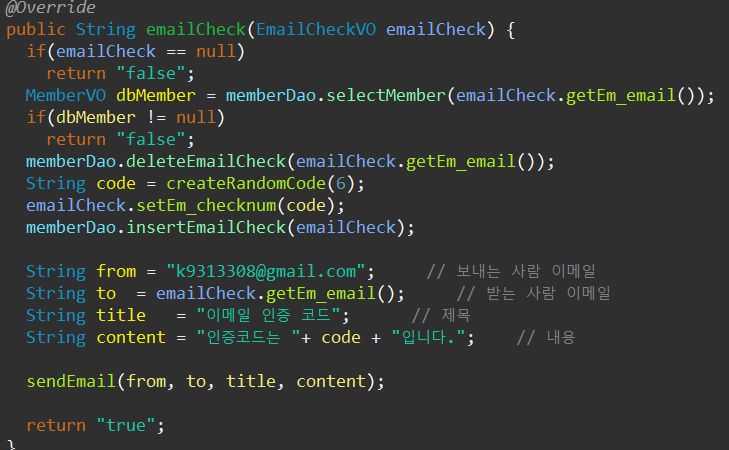 @Override
public String emailCheck(EmailCheckVO emailCheck) {
if(emailCheck == null)
return "false";
MemberVO dbMember = memberDao.selectMember(emailCheck.getEm_email());
if(dbMember != null)
return "false";
memberDao.deleteEmailCheck(emailCheck.getEm_email());
String code = createRandomCode(6);
emailCheck.setEm_checknum(code);
memberDao.insertEmailCheck(emailCheck);
String from = "k9313308@gmail.com"; // 보내는 사람 이메일
String to = emailCheck.getEm_email(); // 받는 사람 이메일
String title = "이메일 인증 코드"; // 제목
String content = "인증코드는 "+ code + "입니다."; // 내용
sendEmail(from, to, title, content);
return "true";
}